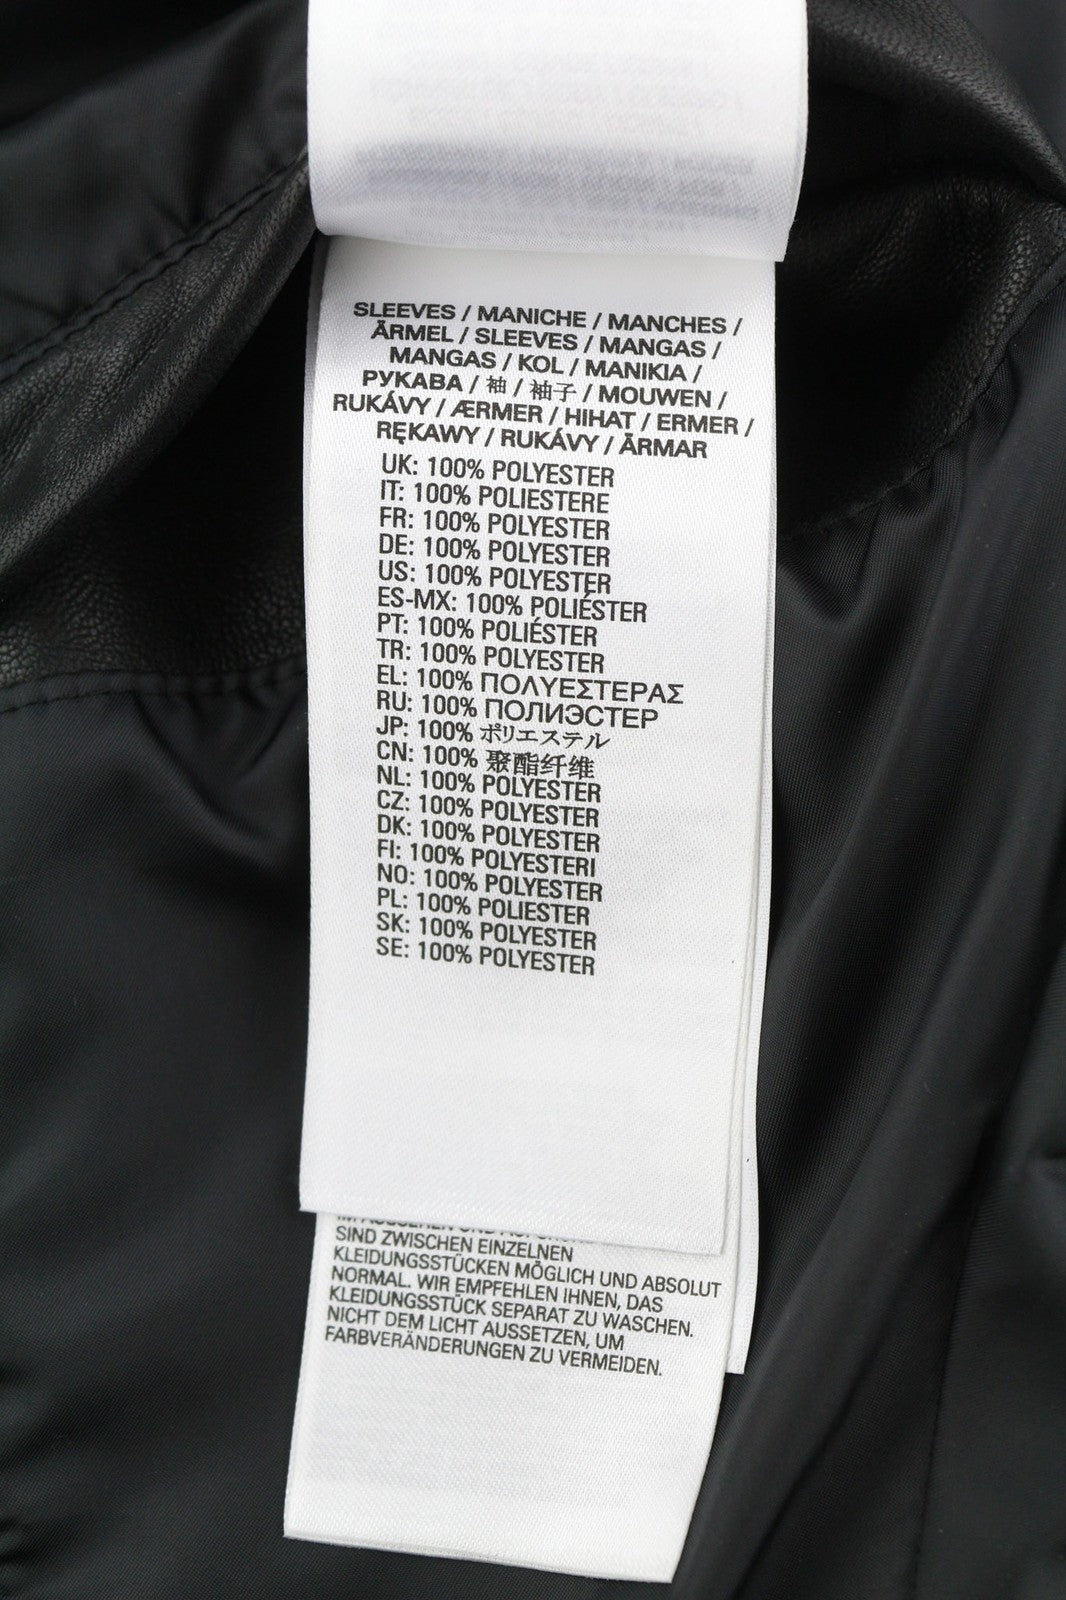 SLEEVES / MANICHE / MANCHES /
ÄRMEL / SLEEVES / MANGAS /
MANGAS / KOL / MANIKIA /
РУКАВА / 袖 / 袖子 / MOUWEN /
RUKÁVY / ÆRMER / HIHAT / ERMER /
RĘKAWY / RUKÁVY / ÄRMAR
UK: 100% POLYESTER
IT: 100% POLIESTERE
FR: 100% POLYESTER
DE: 100% POLYESTER
US: 100% POLYESTER
ES-MX: 100% POLIÉSTER
PT: 100% POLIÉSTER
TR: 100% POLYESTER
EL: 100% ΠΟΛΥΕΣΤΕΡΑΣ
RU: 100% ПОЛИЭСТЕР
JP: 100% ポリエステル
CN: 100% 聚酯纤维
NL: 100% POLYESTER
CZ: 100% POLYESTER
DK: 100% POLYESTER
FI: 100% POLYESTERI
NO: 100% POLYESTER
PL: 100% POLIESTER
SK: 100% POLYESTER
SE: 100% POLYESTER
SIND ZWISCHEN EINZELNEN
KLEIDUNGSSTÜCKEN MÖGLICH UND ABSOLUT
NORMAL. WIR EMPFEHLEN IHNEN, DAS
KLEIDUNGSSTÜCK SEPARAT ZU WASCHEN.
NICHT DEM LICHT AUSSETZEN, UM
FARBVERÄNDERUNGEN ZU VERMEIDEN.